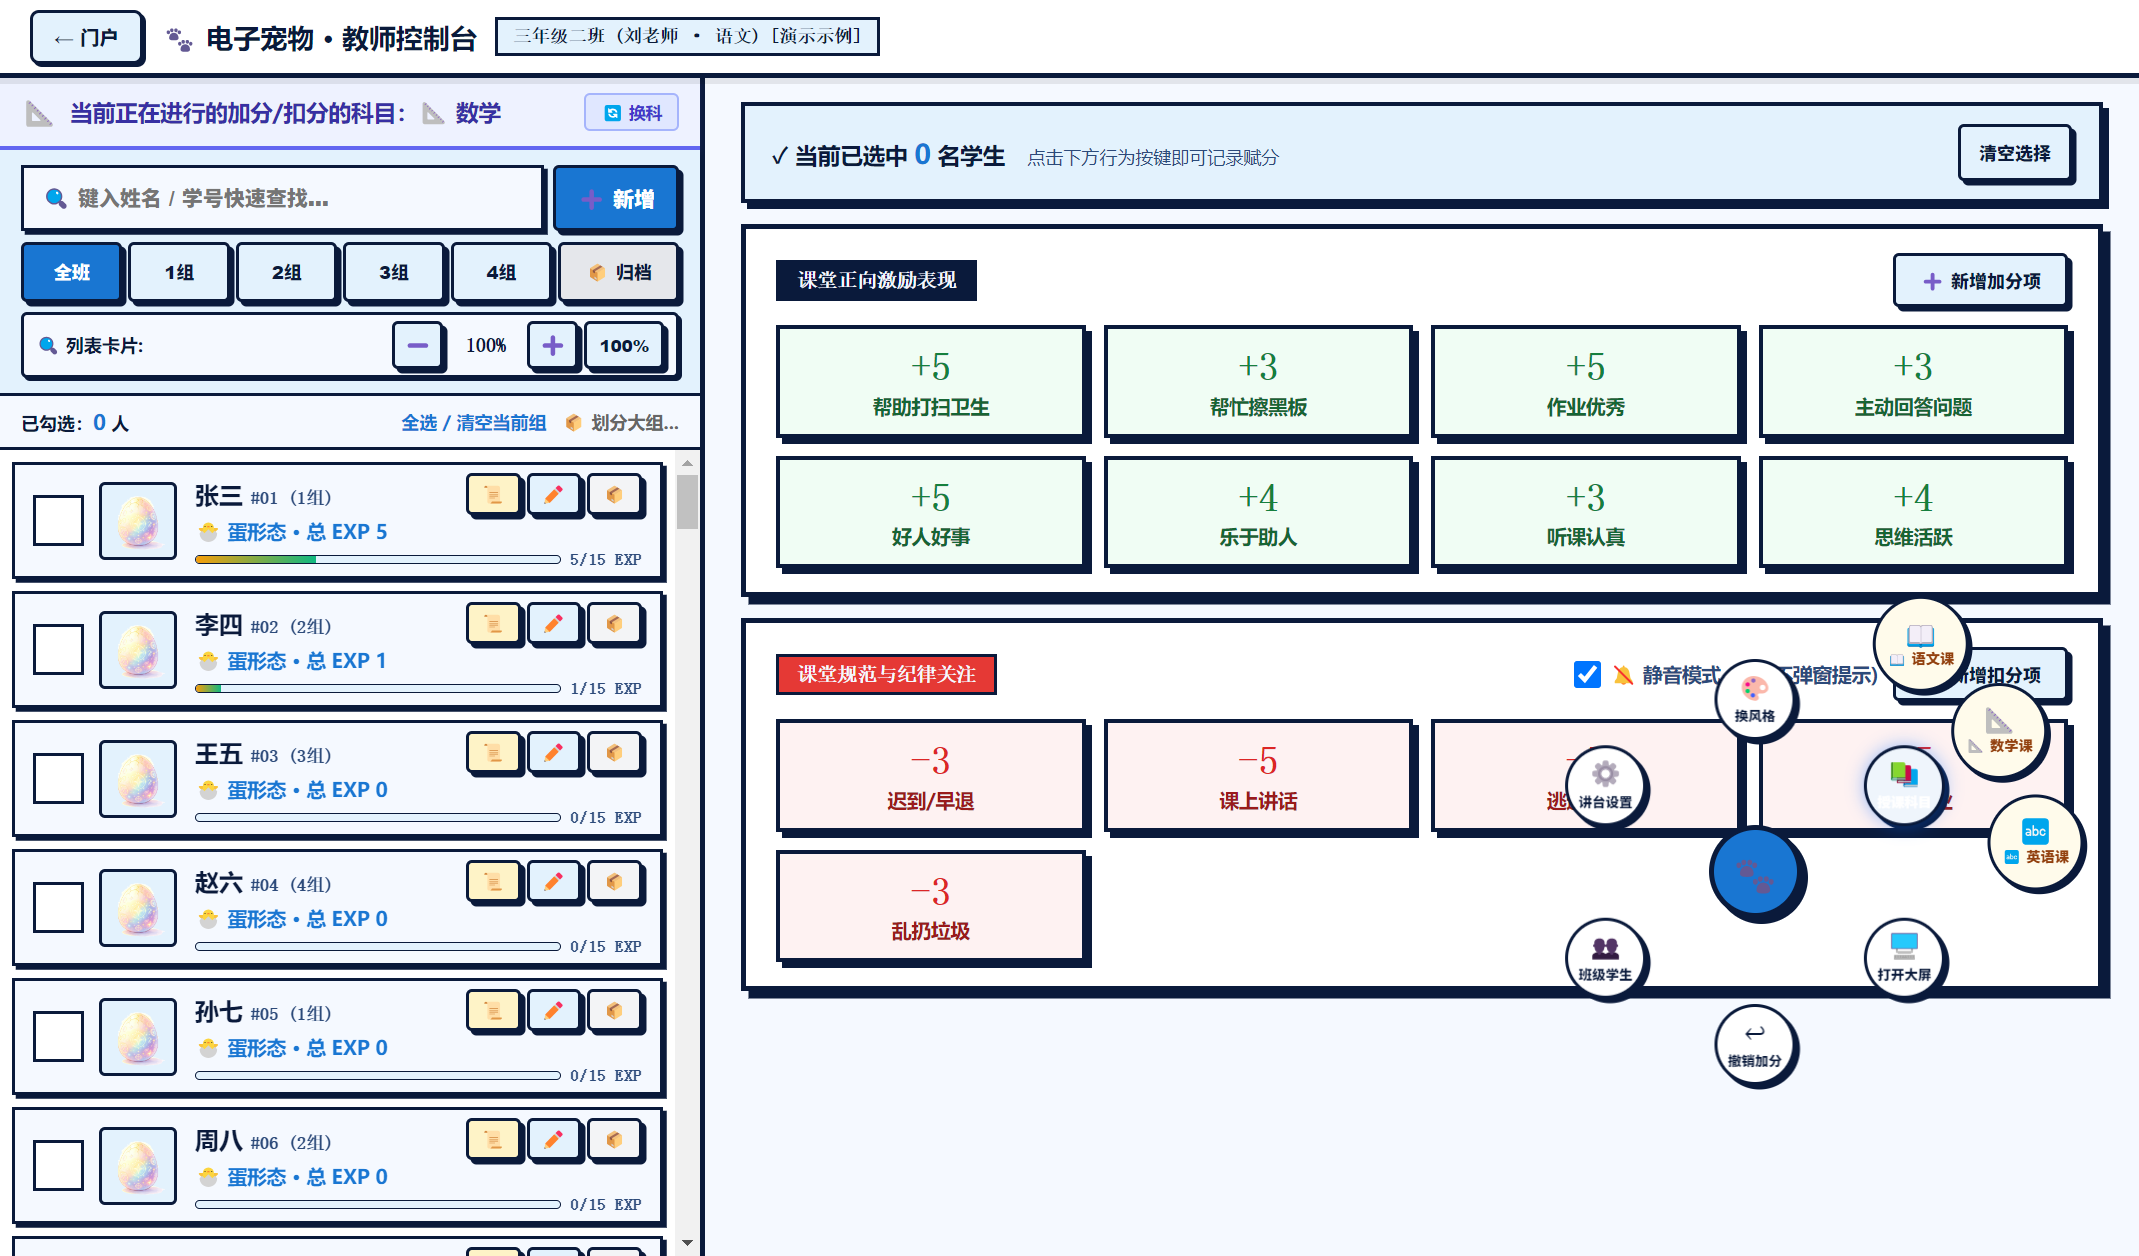 ← 门户
电子宠物 • 教师控制台
三年级二班 (刘老师 · 语文) [演示示例]
当前正在进行的加分/扣分的科目：
数学
换科
键入姓名 / 学号快速查找...
新增
全班
1组
2组
3组
4组
归档
列表卡片:
100%
100%
已勾选：0 人
全选 / 清空当前组
划分大组...
张三 #01 (1组)
蛋形态 • 总 EXP 5
5/15 EXP
李四 #02 (2组)
蛋形态 • 总 EXP 1
1/15 EXP
王五 #03 (3组)
蛋形态 • 总 EXP 0
0/15 EXP
赵六 #04 (4组)
蛋形态 • 总 EXP 0
0/15 EXP
孙七 #05 (1组)
蛋形态 • 总 EXP 0
0/15 EXP
周八 #06 (2组)
蛋形态 • 总 EXP 0
0/15 EXP
✓ 当前已选中 0 名学生 点击下方行为按键即可记录赋分
清空选择
课堂正向激励表现
新增加分项
+5
帮助打扫卫生
+3
帮忙擦黑板
+5
作业优秀
+3
主动回答问题
+5
好人好事
+4
乐于助人
+3
听课认真
+4
思维活跃
课堂规范与纪律关注
静音模式
弹窗提示)
增扣分项
−3
迟到/早退
−5
课上讲话
逃
−3
乱扔垃圾
换风格
讲台设置
语文课
数学课
abc
abc 英语课
班级学生
打开大屏
撤销加分